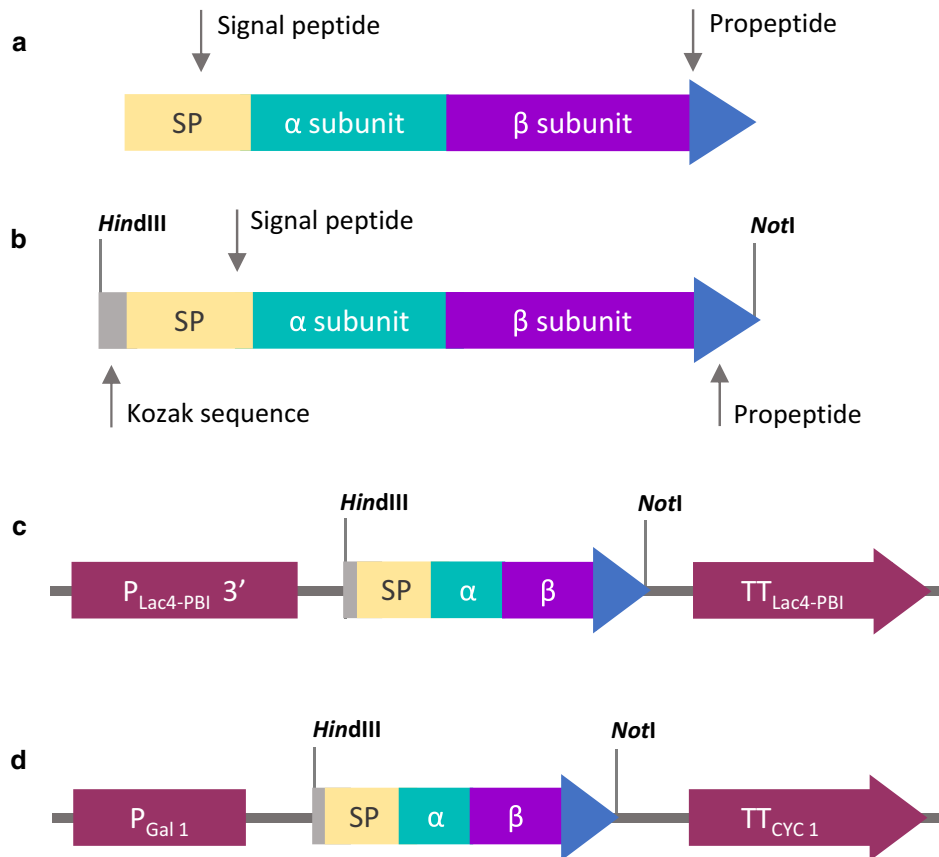 a
Signal peptide
Propeptide
SP
α subunit
β subunit
b
HindIII
Signal peptide
NotI
SP
α subunit
β subunit
Kozak sequence
Propeptide
c
HindIII
NotI
PLac4-PBI 3’
SP
α
β
TTLac4-PBI
d
HindIII
NotI
PGal 1
SP
α
β
TTCYC 1